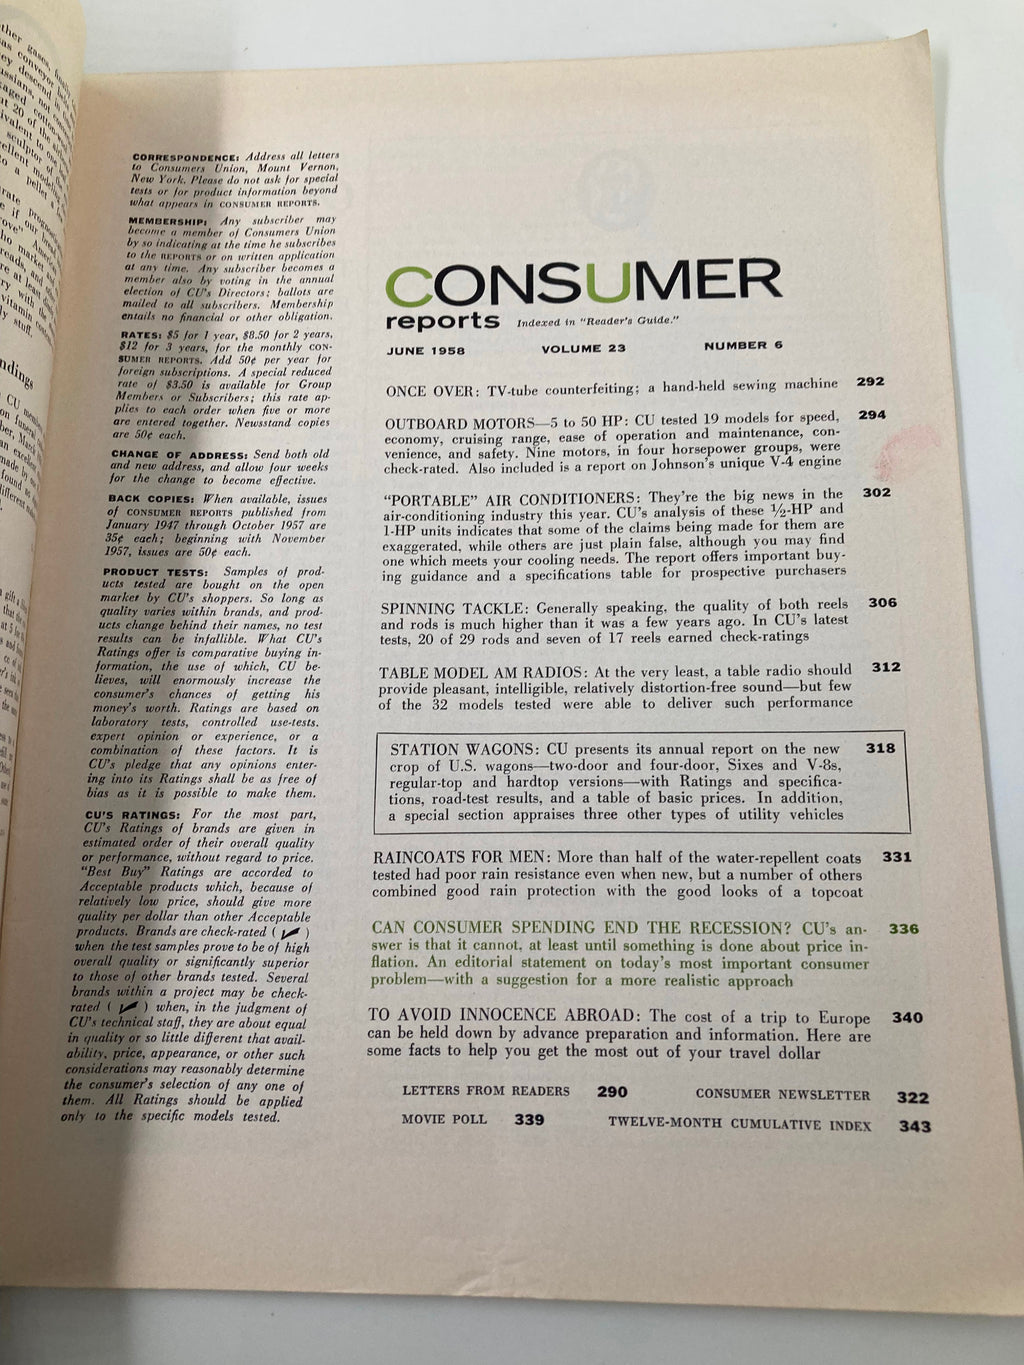 CORRESPONDENCE: Address all letters
to Consumers Union, Mount Vernon,
New York. Please do not ask for special
tests or for product information beyond
what appears in CONSUMER REPORTS.
MEMBERSHIP: Any subscriber may
become a member of Consumers Union
by so indicating at the time he subscribes
to the REPORTS or on written application
at any time. Any subscriber becomes a
member also by voting in the annual
election of CU's Directors; ballots are
mailed to all subscribers. Membership
entails no financial or other obligation.
RATES: $5 for 1 year, $8.50 for 2 years,
$12 for 3 years, for the monthly CON-
SUMER REPORTS. Add 50¢ per year for
foreign subscriptions. A special reduced
rate of $3.50 is available for Group
Members or Subscribers; this rate ap-
plies to each order when five or more
are entered together. Newsstand copies
are 50¢ each.
CHANGE OF ADDRESS: Send both old
and new address, and allow four weeks
for the change to become effective.
BACK COPIES: When available, issues
of CONSUMER REPORTS published from
January 1947 through October 1957 are
35¢ each; beginning with November
1957, issues are 50¢ each.
PRODUCT TESTS: Samples of prod-
ucts tested are bought on the open
market by CU's shoppers. So long as
quality varies within brands, and prod-
ucts change behind their names, no test
results can be infallible. What CU's
Ratings offer is comparative buying in-
formation, the use of which, CU be-
lieves, will enormously increase the
consumer's chances of getting his
money's worth. Ratings are based on
laboratory tests, controlled use-tests.
expert opinion or experience, or a
combination of these factors. It is
CU's pledge that any opinions enter-
ing into its Ratings shall be as free of
bias as it is possible to make them.
CU'S RATINGS: For the most part,
CU's Ratings of brands are given in
estimated order of their overall quality
or performance, without regard to price.
"Best Buy" Ratings are accorded to
Acceptable products which, because of
relatively low price, should give more
quality per dollar than other Acceptable
products. Brands are check-rated (✓)
when the test samples prove to be of high
overall quality or significantly superior
to those of other brands tested. Several
brands within a project may be check-
rated (✓) when, in the judgment of
CU's technical staff, they are about equal
in quality or so little different that avail-
ability, price, appearance, or other such
considerations may reasonably determine
the consumer's selection of any one of
them. All Ratings should be applied
only to the specific models tested.
CONSUMER
reports Indexed in "Reader's Guide."
JUNE 1958 VOLUME 23 NUMBER 6
ONCE OVER: TV-tube counterfeiting; a hand-held sewing machine 292
OUTBOARD MOTORS—5 to 50 HP: CU tested 19 models for speed, 294
economy, cruising range, ease of operation and maintenance, con-
venience, and safety. Nine motors, in four horsepower groups, were
check-rated. Also included is a report on Johnson's unique V-4 engine
"PORTABLE" AIR CONDITIONERS: They're the big news in the 302
air-conditioning industry this year. CU's analysis of these ½-HP and
1-HP units indicates that some of the claims being made for them are
exaggerated, while others are just plain false, although you may find
one which meets your cooling needs. The report offers important buy-
ing guidance and a specifications table for prospective purchasers
SPINNING TACKLE: Generally speaking, the quality of both reels 306
and rods is much higher than it was a few years ago. In CU's latest
tests, 20 of 29 rods and seven of 17 reels earned check-ratings
TABLE MODEL AM RADIOS: At the very least, a table radio should 312
provide pleasant, intelligible, relatively distortion-free sound—but few
of the 32 models tested were able to deliver such performance
STATION WAGONS: CU presents its annual report on the new 318
crop of U.S. wagons—two-door and four-door, Sixes and V-8s,
regular-top and hardtop versions—with Ratings and specifica-
tions, road-test results, and a table of basic prices. In addition,
a special section appraises three other types of utility vehicles
RAINCOATS FOR MEN: More than half of the water-repellent coats 331
tested had poor rain resistance even when new, but a number of others
combined good rain protection with the good looks of a topcoat
CAN CONSUMER SPENDING END THE RECESSION? CU's an- 336
swer is that it cannot, at least until something is done about price in-
flation. An editorial statement on today's most important consumer
problem—with a suggestion for a more realistic approach
TO AVOID INNOCENCE ABROAD: The cost of a trip to Europe 340
can be held down by advance preparation and information. Here are
some facts to help you get the most out of your travel dollar
LETTERS FROM READERS 290 CONSUMER NEWSLETTER 322
MOVIE POLL 339 TWELVE-MONTH CUMULATIVE INDEX 343